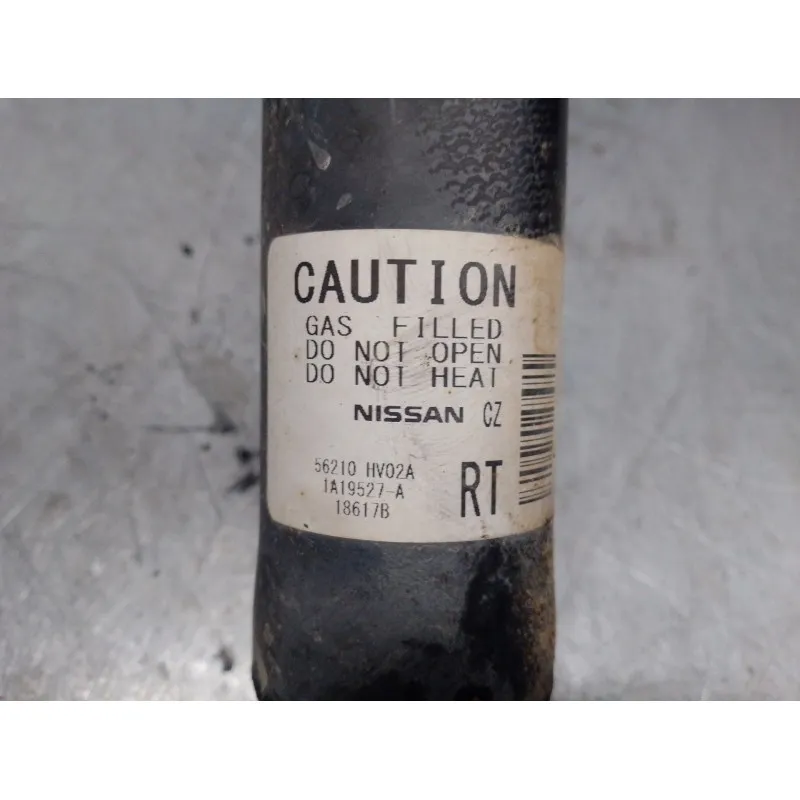 CAUTION
GAS FILLED
DO NOT OPEN
DO NOT HEAT
NISSAN CZ
56210 HV02A
1A19527-A
18617B
RT